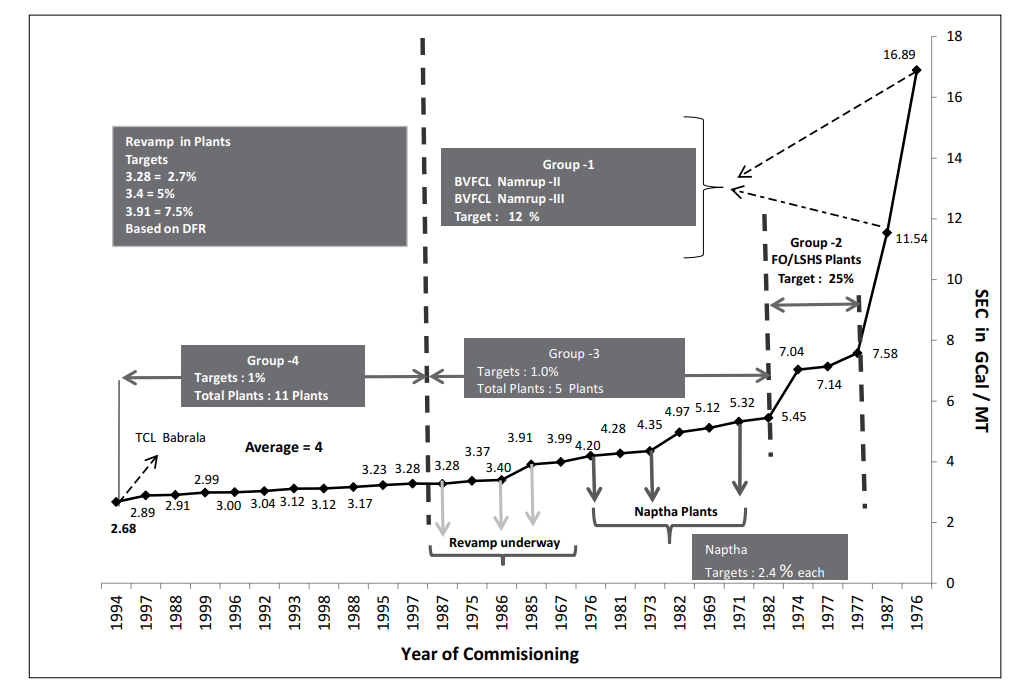 Revamp in Plants
Targets
3.28 = 2.7%
3.4 = 5%
3.91 = 7.5%
Based on DFR
Group -1
BVFCL Namrup -II
BVFCL Namrup -III
Target : 12 %
Group -2
FO/LSHS Plants
Target : 25%
Group -4
Targets : 1%
Total Plants : 11 Plants
Group -3
Targets : 1.0%
Total Plants : 5 Plants
TCL Babrala
Average = 4
2.68
2.89
2.91
2.99
3.00
3.04
3.12
3.12
3.17
3.23
3.28
3.28
3.37
3.40
3.91
3.99
4.20
4.28
4.35
4.97
5.12
5.32
5.45
7.04
7.14
7.58
11.54
16.89
Revamp underway
Naptha Plants
Naptha
Targets : 2.4 % each
18
16
14
12
10
8
6
4
2
0
SEC in GCal / MT
1994
1997
1988
1999
1996
1992
1993
1998
1988
1995
1997
1987
1975
1986
1985
1967
1976
1981
1973
1982
1969
1971
1982
1974
1977
1977
1987
1976
Year of Commisioning